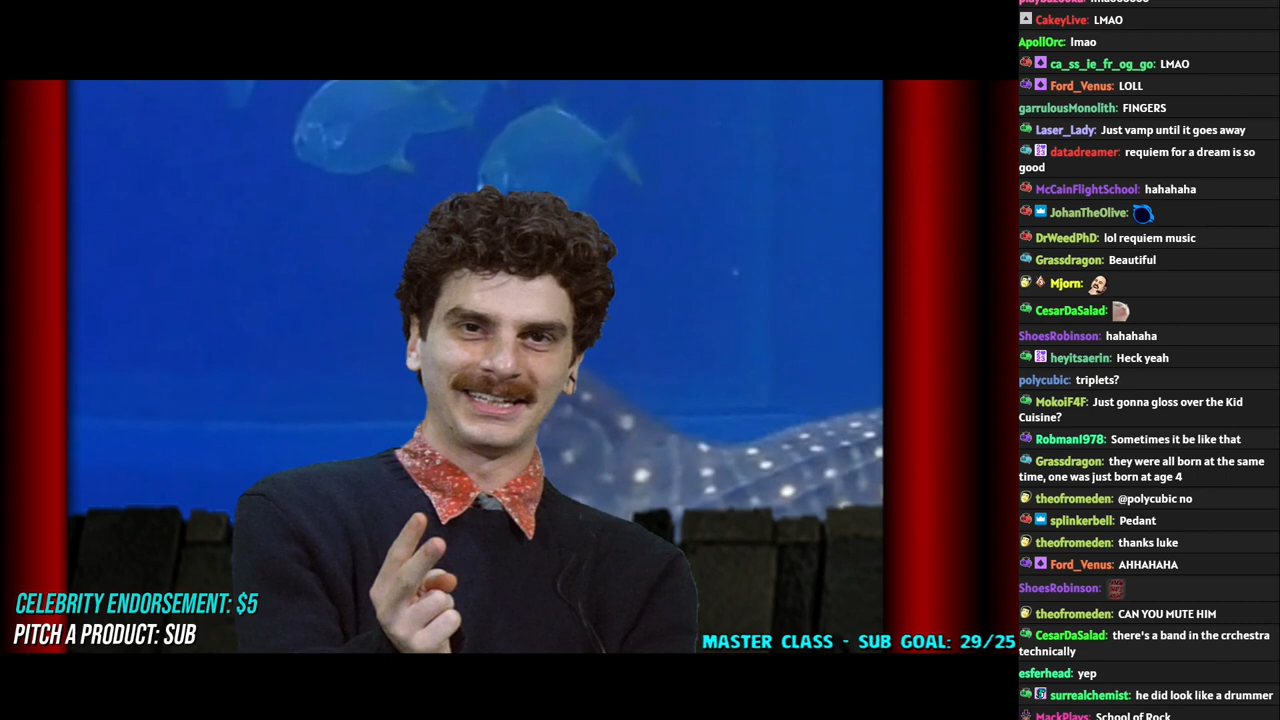 CELEBRITY ENDORSEMENT: $5
PITCH A PRODUCT: SUB
MASTER CLASS - SUB GOAL: 29/25
CakeyLive: LMAO
ApollOrc: lmao
ca_ss_ie_fr_og_go: LMAO
Ford_Venus: LOLL
garrulousMonolith: FINGERS
Laser_Lady: Just vamp until it goes away
datadreamer: requiem for a dream is so
good
McCainFlightSchool: hahahaha
JohanTheOlive:
DrWeedPhD: lol requiem music
Grassdragon: Beautiful
Mjorn:
CesarDaSalad:
ShoesRobinson: hahahaha
heyitsaerin: Heck yeah
polycubic: triplets?
MokoiF4F: Just gonna gloss over the Kid
Cuisine?
Robman1978: Sometimes it be like that
Grassdragon: they were all born at the same
time, one was just born at age 4
theofromeden: @polycubic no
splinkerbell: Pedant
theofromeden: thanks luke
Ford_Venus: AHHAHAHA
ShoesRobinson:
theofromeden: CAN YOU MUTE HIM
CesarDaSalad: there's a band in the crchestra
technically
esferhead: yep
surrealchemist: he did look like a drummer
MackPlays: School of Rock